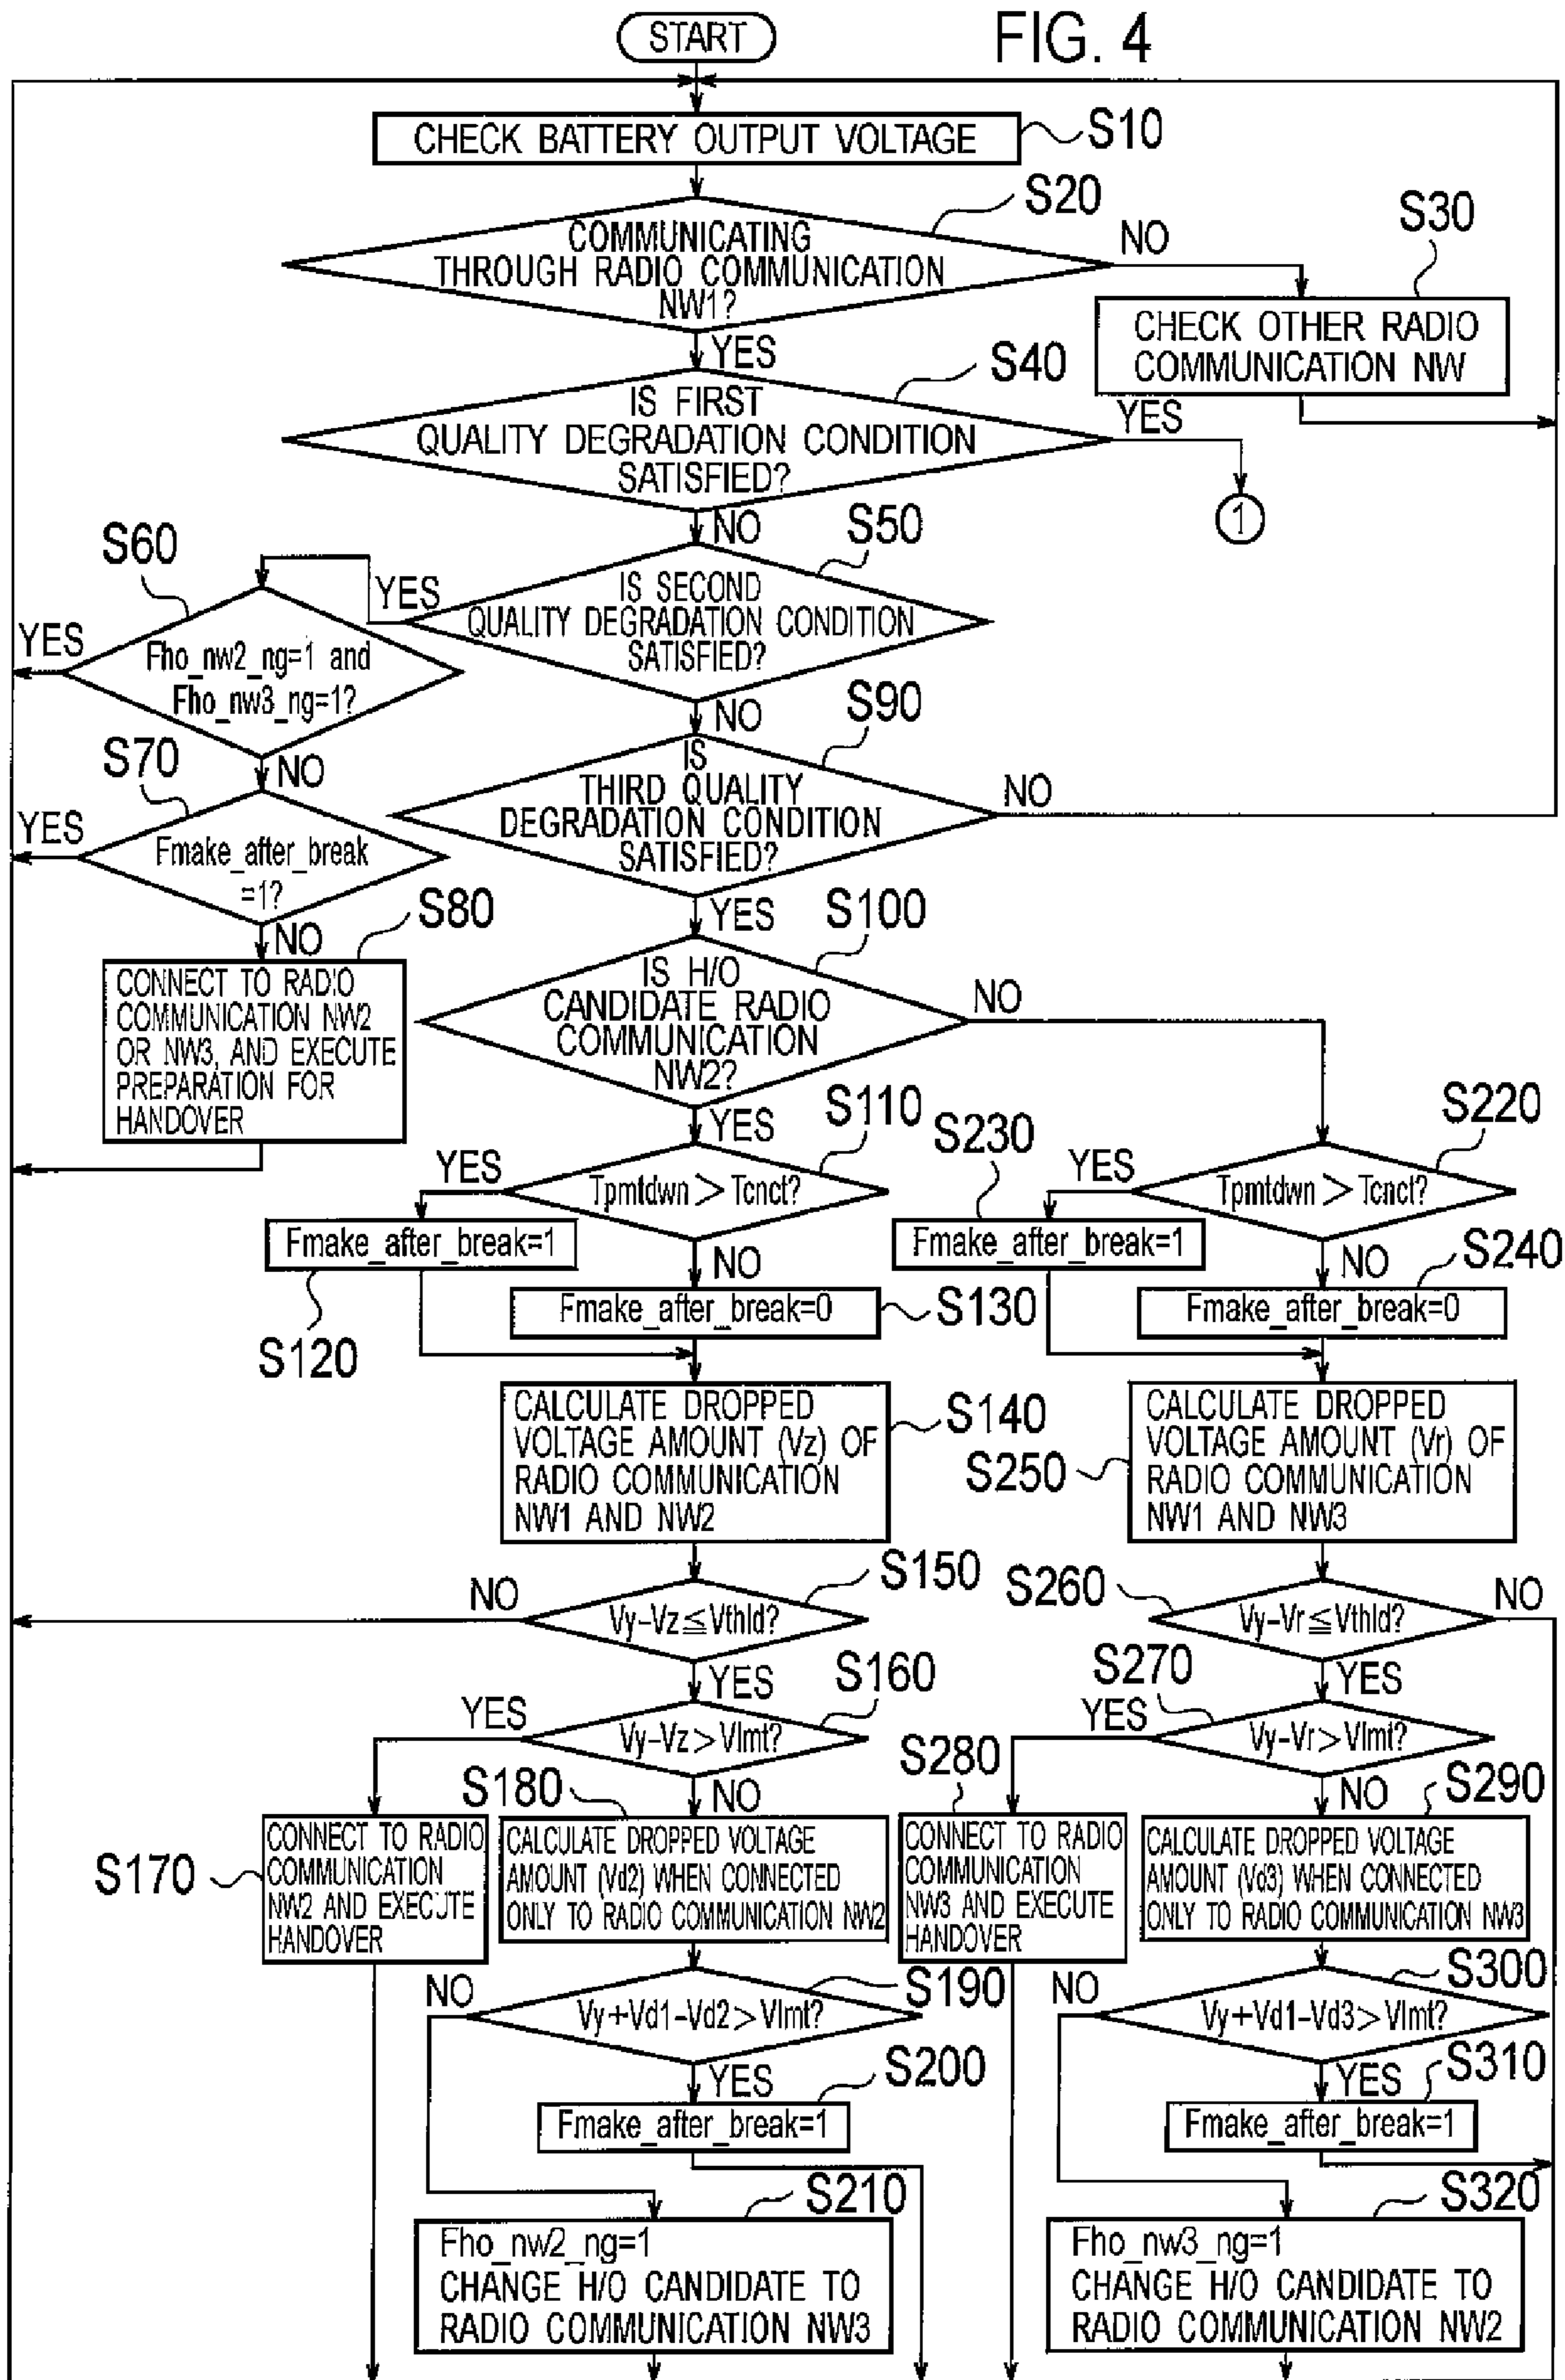 FIG. 4
START
CHECK BATTERY OUTPUT VOLTAGE
S10
COMMUNICATING
THROUGH RADIO COMMUNICATION
NW1?
S20
NO
S30
CHECK OTHER RADIO
COMMUNICATION NW
YES
S40
IS FIRST
QUALITY DEGRADATION CONDITION
SATISFIED?
YES
1
NO
S50
IS SECOND
QUALITY DEGRADATION CONDITION
SATISFIED?
YES
S60
Fho_nw2_ng=1 and
Fho_nw3_ng=1?
YES
NO
S70
Fmake_after_break
=1?
YES
NO
S80
CONNECT TO RADIO
COMMUNICATION NW2
OR NW3, AND EXECUTE
PREPARATION FOR
HANDOVER
NO
S90
IS
THIRD QUALITY
DEGRADATION CONDITION
SATISFIED?
NO
YES
S100
IS H/O
CANDIDATE RADIO
COMMUNICATION
NW2?
NO
YES
S110
Tpmtdwn > Tcnct?
YES
Fmake_after_break=1
S120
NO
Fmake_after_break=0
S130
S220
Tpmtdwn > Tcnct?
YES
S230
Fmake_after_break=1
NO
S240
Fmake_after_break=0
CALCULATE DROPPED
VOLTAGE AMOUNT (Vz) OF
RADIO COMMUNICATION
NW1 AND NW2
S140
CALCULATE DROPPED
VOLTAGE AMOUNT (Vr) OF
RADIO COMMUNICATION
NW1 AND NW3
S250
S150
Vy-Vz≦Vthld?
NO
YES
S260
Vy-Vr≦Vthld?
NO
YES
S160
Vy-Vz>Vlmt?
YES
NO
S270
Vy-Vr>Vlmt?
YES
NO
S170
CONNECT TO RADIO
COMMUNICATION
NW2 AND EXECUTE
HANDOVER
S180
CALCULATE DROPPED VOLTAGE
AMOUNT (Vd2) WHEN CONNECTED
ONLY TO RADIO COMMUNICATION NW2
S280
CONNECT TO RADIO
COMMUNICATION
NW3 AND EXECUTE
HANDOVER
S290
CALCULATE DROPPED VOLTAGE
AMOUNT (Vd3) WHEN CONNECTED
ONLY TO RADIO COMMUNICATION NW3
S190
Vy+Vd1-Vd2>Vlmt?
NO
YES
S200
Fmake_after_break=1
S300
Vy+Vd1-Vd3>Vlmt?
NO
YES
S310
Fmake_after_break=1
S210
Fho_nw2_ng=1
CHANGE H/O CANDIDATE TO
RADIO COMMUNICATION NW3
S320
Fho_nw3_ng=1
CHANGE H/O CANDIDATE TO
RADIO COMMUNICATION NW2